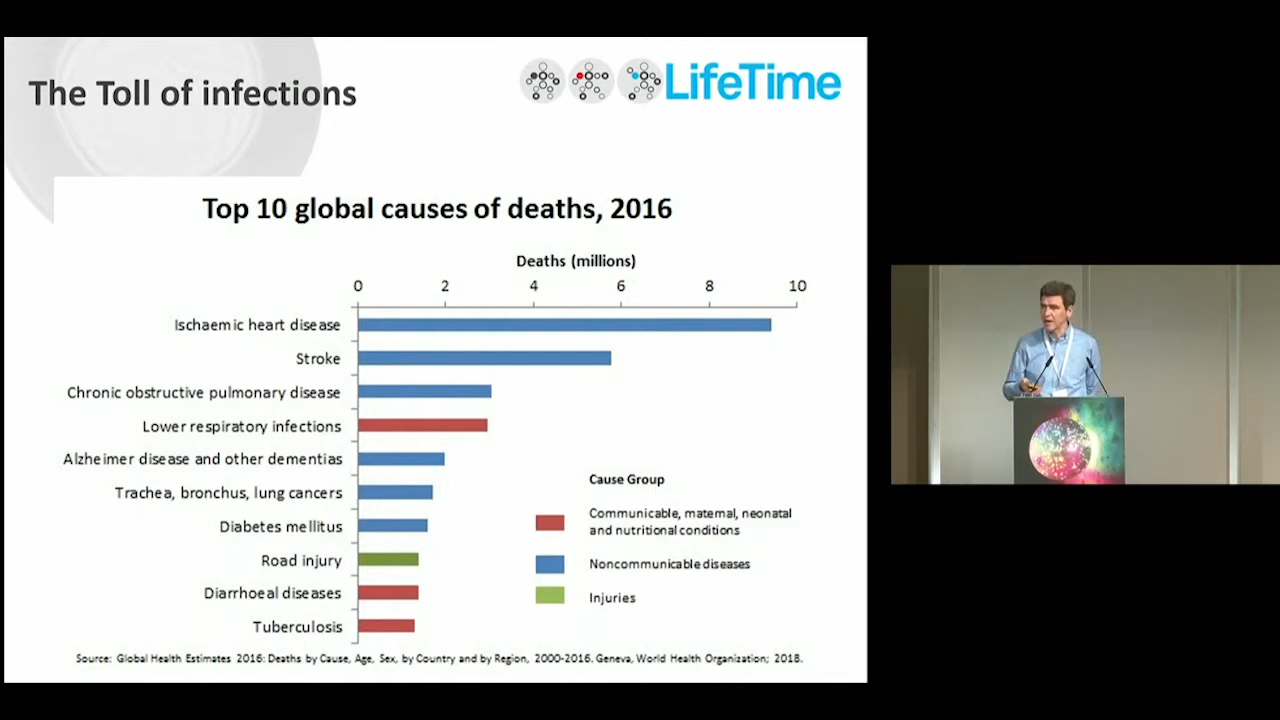 The Toll of infections
LifeTime
Top 10 global causes of deaths, 2016
Deaths (millions)
0 2 4 6 8 10
Ischaemic heart disease
Stroke
Chronic obstructive pulmonary disease
Lower respiratory infections
Alzheimer disease and other dementias
Trachea, bronchus, lung cancers
Diabetes mellitus
Road injury
Diarrhoeal diseases
Tuberculosis
Cause Group
Communicable, maternal, neonatal
and nutritional conditions
Noncommunicable diseases
Injuries
Source: Global Health Estimates 2016: Deaths by Cause, Age, Sex, by Country and by Region, 2000-2016. Geneva, World Health Organization; 2018.